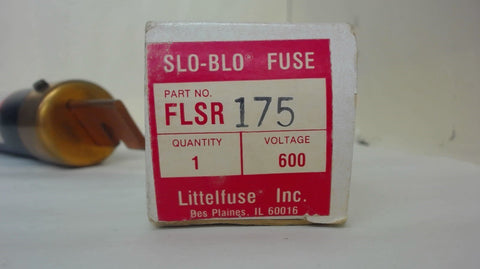 SLO-BLO® FUSE
PART NO.
FLSR 175
QUANTITY VOLTAGE
1 600
Littelfuse® Inc.
Des Plaines, IL 60016